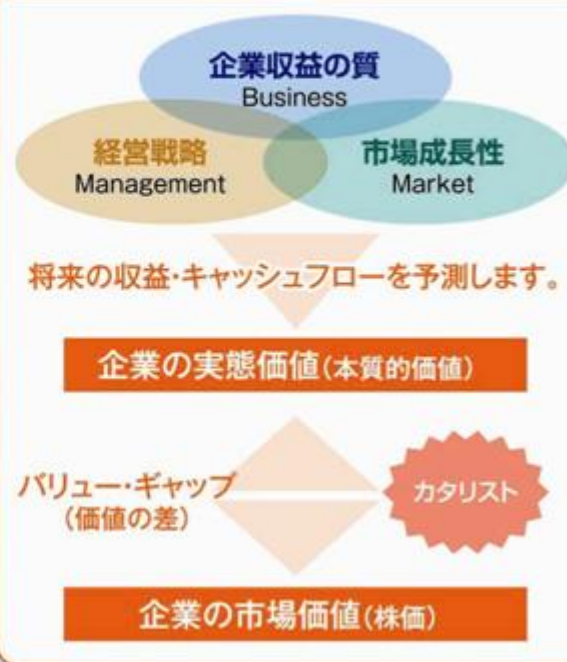 企業収益の質
Business
経営戦略
Management
市場成長性
Market
将来の収益・キャッシュフローを予測します。
企業の実態価値(本質的価値)
バリュー・ギャップ
(価値の差)
カタリスト
企業の市場価値(株価)